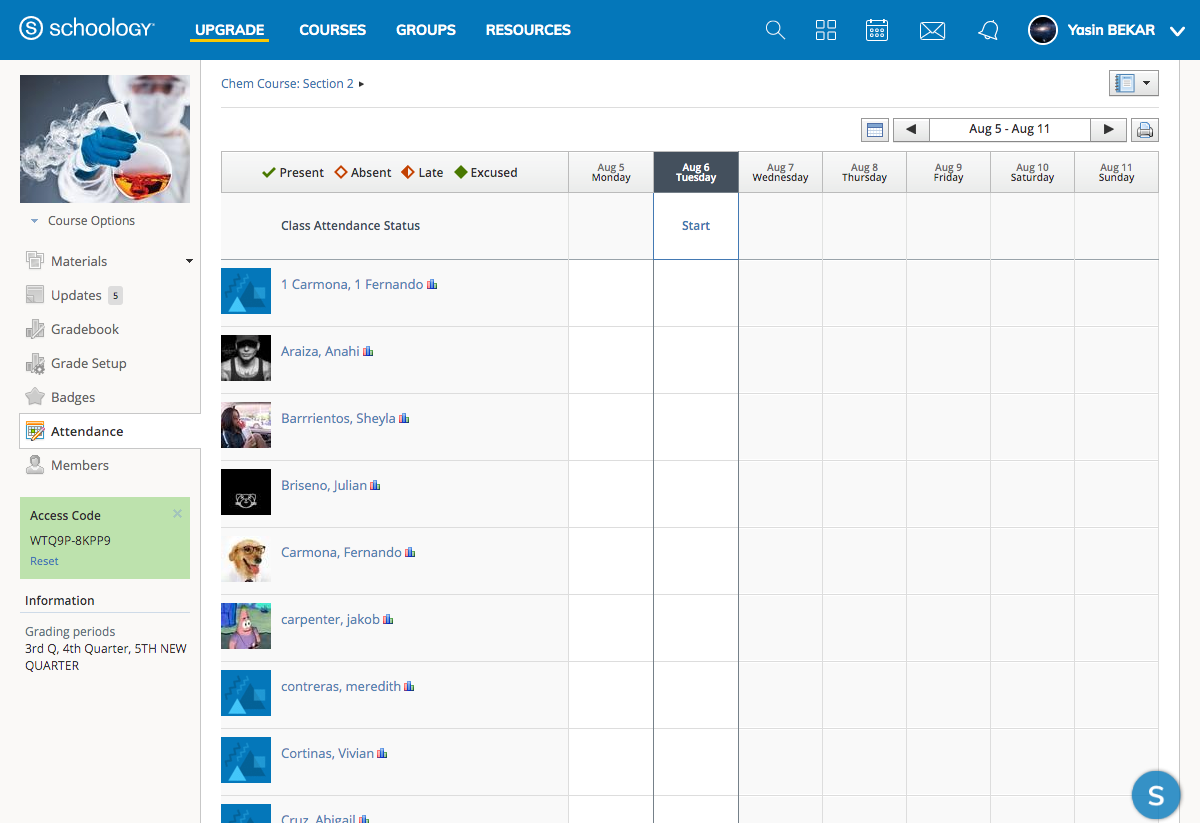 schoology
UPGRADE
COURSES
GROUPS
RESOURCES
Yasin BEKAR
Course Options
Materials
Updates 5
Gradebook
Grade Setup
Badges
Attendance
Members
Access Code
WTQ9P-8KPP9
Reset
Information
Grading periods
3rd Q, 4th Quarter, 5TH NEW
QUARTER
Chem Course: Section 2
Aug 5 - Aug 11
Present Absent Late Excused
Aug 5
Monday
Aug 6
Tuesday
Aug 7
Wednesday
Aug 8
Thursday
Aug 9
Friday
Aug 10
Saturday
Aug 11
Sunday
Class Attendance Status
Start
1 Carmona, 1 Fernando
Araiza, Anahi
Barrrientos, Sheyla
Briseno, Julian
Carmona, Fernando
carpenter, jakob
contreras, meredith
Cortinas, Vivian
Cruz, Abigail
S